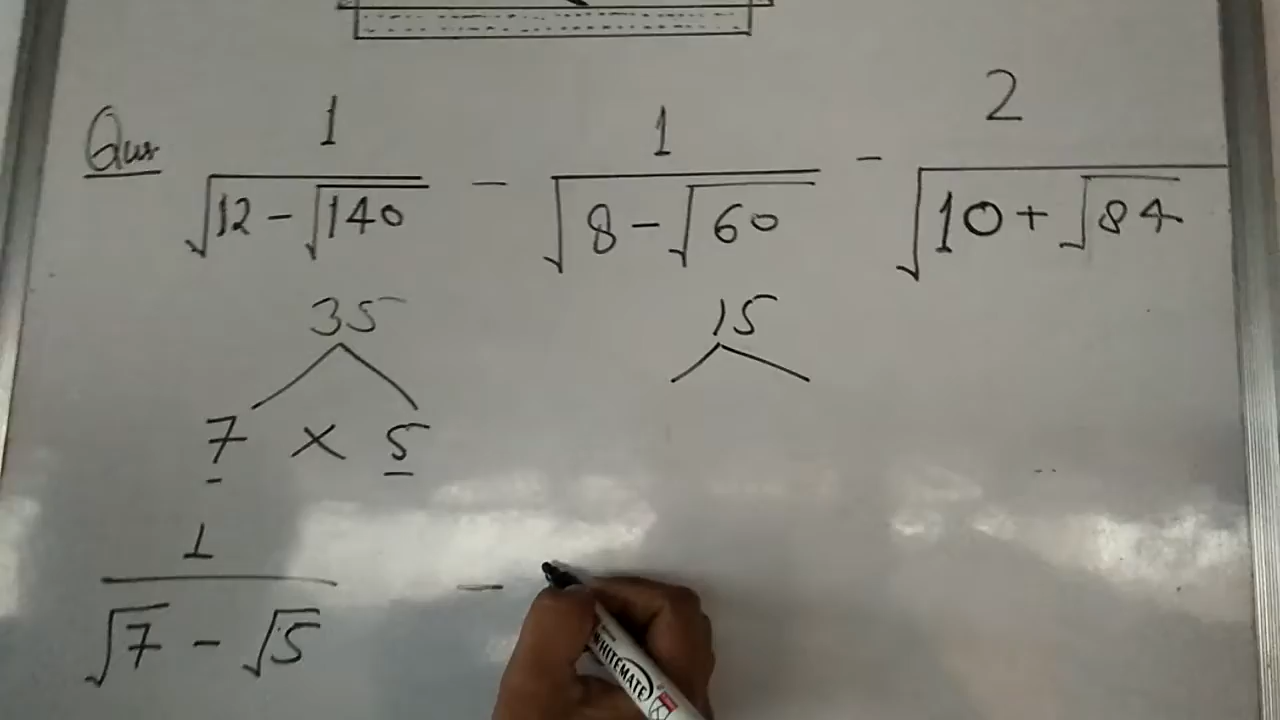 Que 1/√(12-√140) - 1/√(8-√60) - 2/√(10+√84)
35 15
7 × 5
1/(√7 - √5) -
WHITEMATE